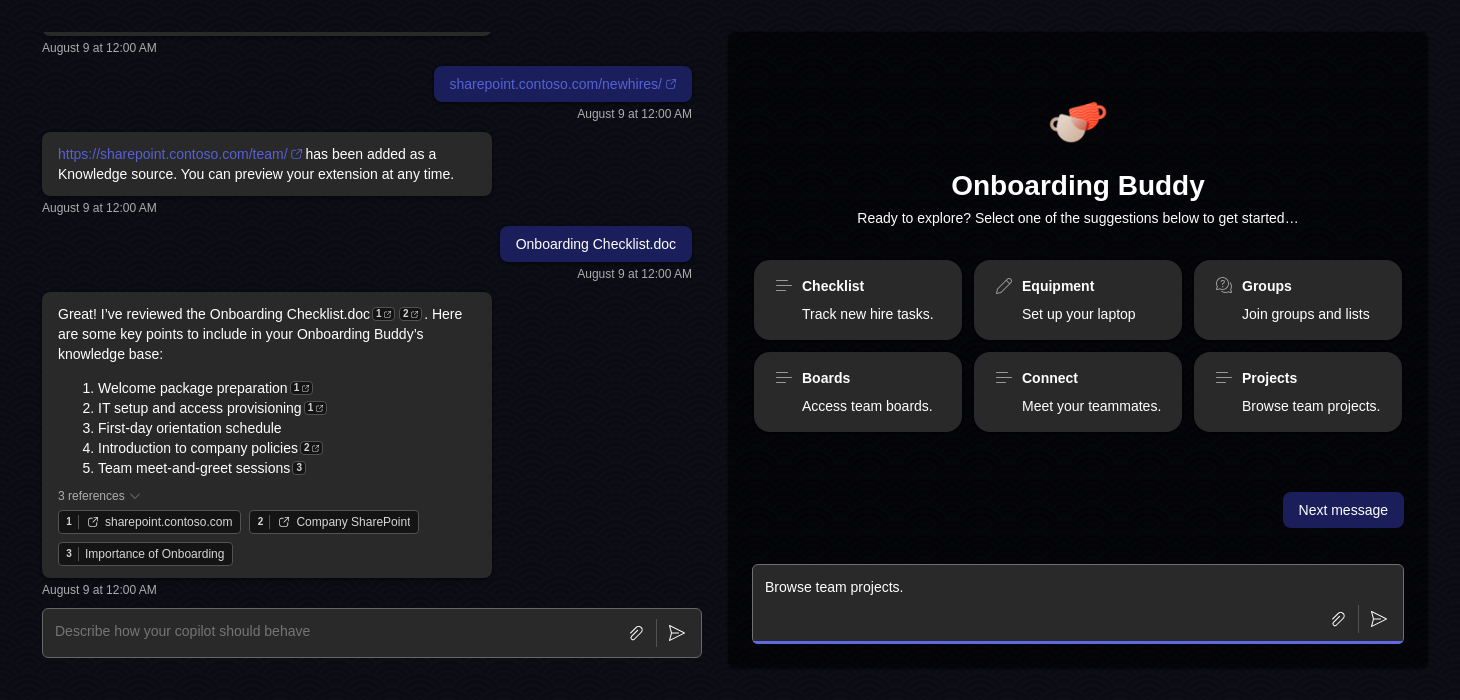 August 9 at 12:00 AM
sharepoint.contoso.com/newhires/
August 9 at 12:00 AM
https://sharepoint.contoso.com/team/ has been added as a
Knowledge source. You can preview your extension at any time.
August 9 at 12:00 AM
Onboarding Checklist.doc
August 9 at 12:00 AM
Great! I’ve reviewed the Onboarding Checklist.doc 1 2 . Here
are some key points to include in your Onboarding Buddy’s
knowledge base:
1. Welcome package preparation 1
2. IT setup and access provisioning 1
3. First-day orientation schedule
4. Introduction to company policies 2
5. Team meet-and-greet sessions 3
3 references
1 sharepoint.contoso.com 2 Company SharePoint
3 Importance of Onboarding
August 9 at 12:00 AM
Describe how your copilot should behave
Onboarding Buddy
Ready to explore? Select one of the suggestions below to get started…
Checklist
Track new hire tasks.
Equipment
Set up your laptop
Groups
Join groups and lists
Boards
Access team boards.
Connect
Meet your teammates.
Projects
Browse team projects.
Next message
Browse team projects.